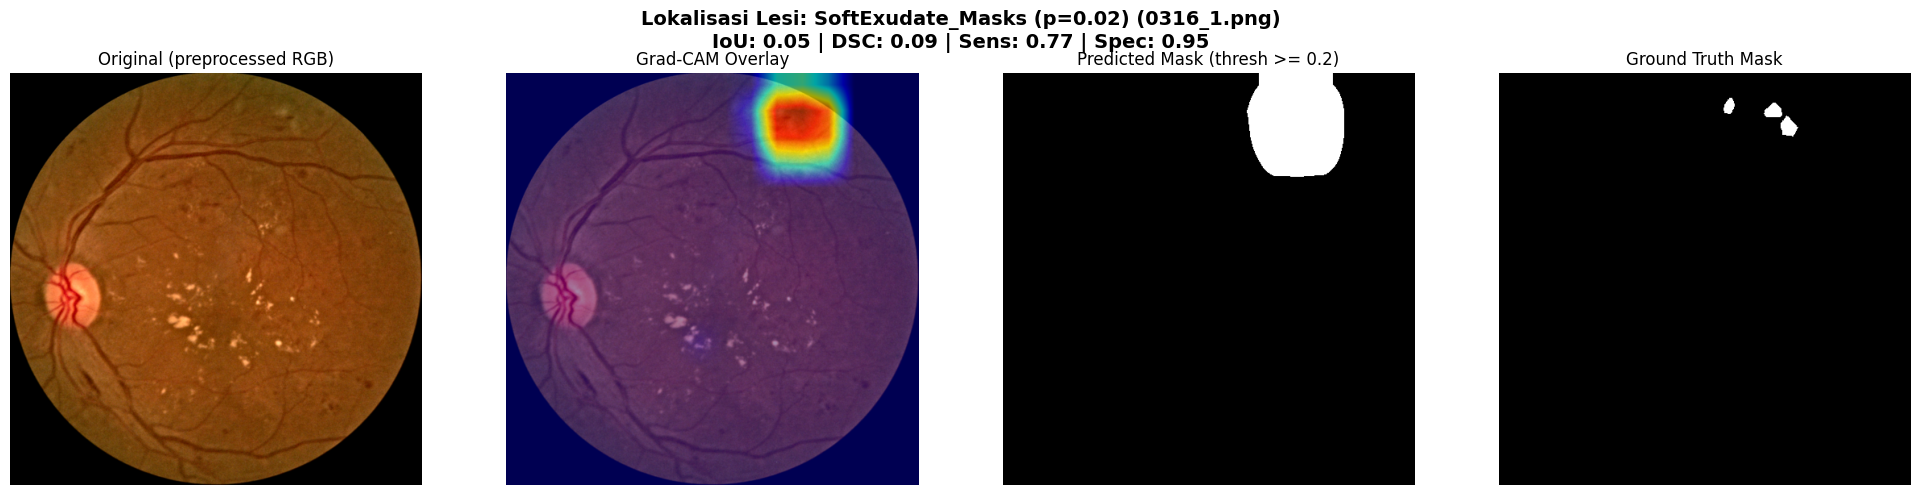 Lokalisasi Lesi: SoftExudate_Masks (p=0.02) (0316_1.png)
IoU: 0.05 | DSC: 0.09 | Sens: 0.77 | Spec: 0.95
Original (preprocessed RGB)
Grad-CAM Overlay
Predicted Mask (thresh >= 0.2)
Ground Truth Mask